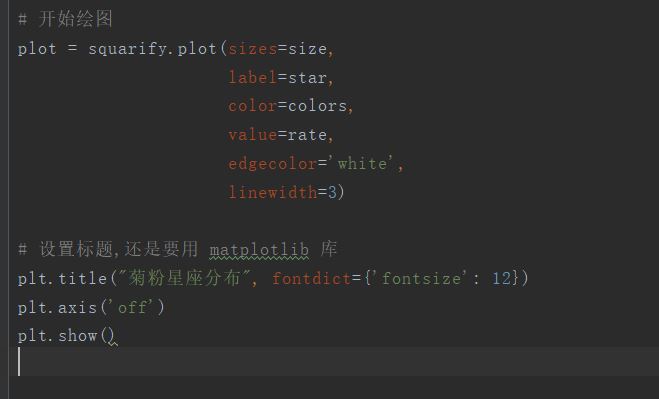 # 开始绘图
plot = squarify.plot(sizes=size,
label=star,
color=colors,
value=rate,
edgecolor='white',
linewidth=3)
# 设置标题,还是要用 matplotlib 库
plt.title("菊粉星座分布", fontdict={'fontsize': 12})
plt.axis('off')
plt.show()